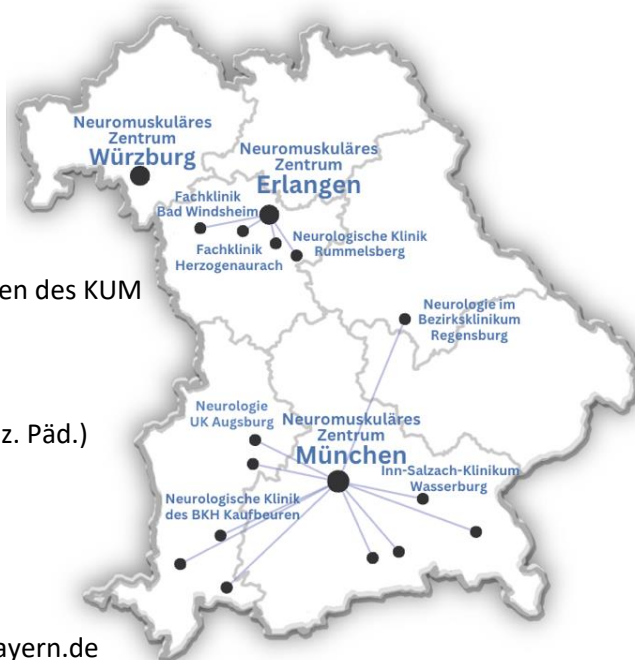 Neuromuskuläres
Zentrum
Würzburg
Neuromuskuläres
Zentrum
Erlangen
Fachklinik
Bad Windsheim
Fachklinik
Herzogenaurach
Neurologische Klinik
Rummelsberg
en des KUM
Neurologie im
Bezirksklinikum
Regensburg
z. Päd.)
Neurologie
UK Augsburg
Neuromuskuläres
Zentrum
München
Inn-Salzach-Klinikum
Wasserburg
Neurologische Klinik
des BKH Kaufbeuren
ayern.de